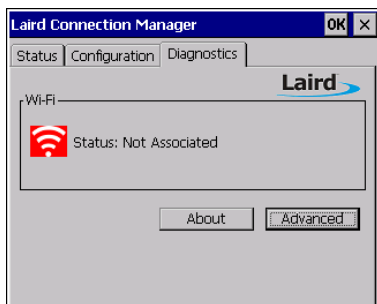 Laird Connection Manager OK ×
Status Configuration Diagnostics
Laird
Wi-Fi
Status: Not Associated
About Advanced